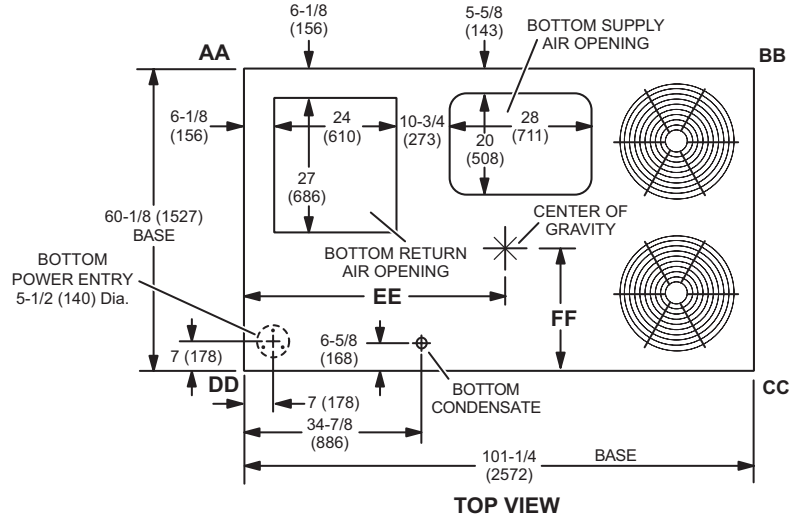 6-1/8
(156)
5-5/8
(143)
BOTTOM SUPPLY
AIR OPENING
AA
BB
6-1/8
(156)
24
(610)
10-3/4
(273)
28
(711)
20
(508)
27
(686)
60-1/8 (1527)
BASE
CENTER OF
GRAVITY
BOTTOM
POWER ENTRY
5-1/2 (140) Dia.
BOTTOM RETURN
AIR OPENING
EE
FF
7 (178)
6-5/8
(168)
DD
7 (178)
BOTTOM
CONDENSATE
CC
34-7/8
(886)
101-1/4
(2572)
BASE
TOP VIEW